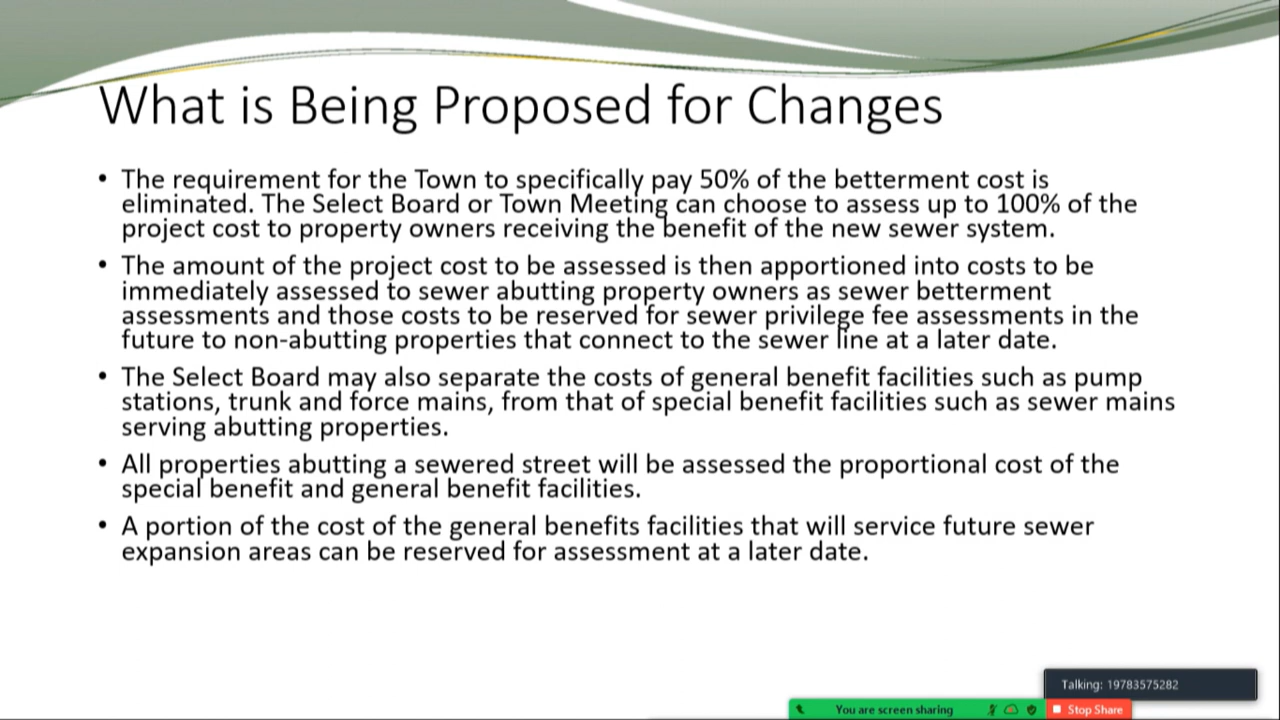 What is Being Proposed for Changes
• The requirement for the Town to specifically pay 50% of the betterment cost is
eliminated. The Select Board or Town Meeting can choose to assess up to 100% of the
project cost to property owners receiving the benefit of the new sewer system.
• The amount of the project cost to be assessed is then apportioned into costs to be
immediately assessed to sewer abutting property owners as sewer betterment
assessments and those costs to be reserved for sewer privilege fee assessments in the
future to non-abutting properties that connect to the sewer line at a later date.
• The Select Board may also separate the costs of general benefit facilities such as pump
stations, trunk and force mains, from that of special benefit facilities such as sewer mains
serving abutting properties.
• All properties abutting a sewered street will be assessed the proportional cost of the
special benefit and general benefit facilities.
• A portion of the cost of the general benefits facilities that will service future sewer
expansion areas can be reserved for assessment at a later date.
Talking: 19783575282
You are screen sharing
Stop Share